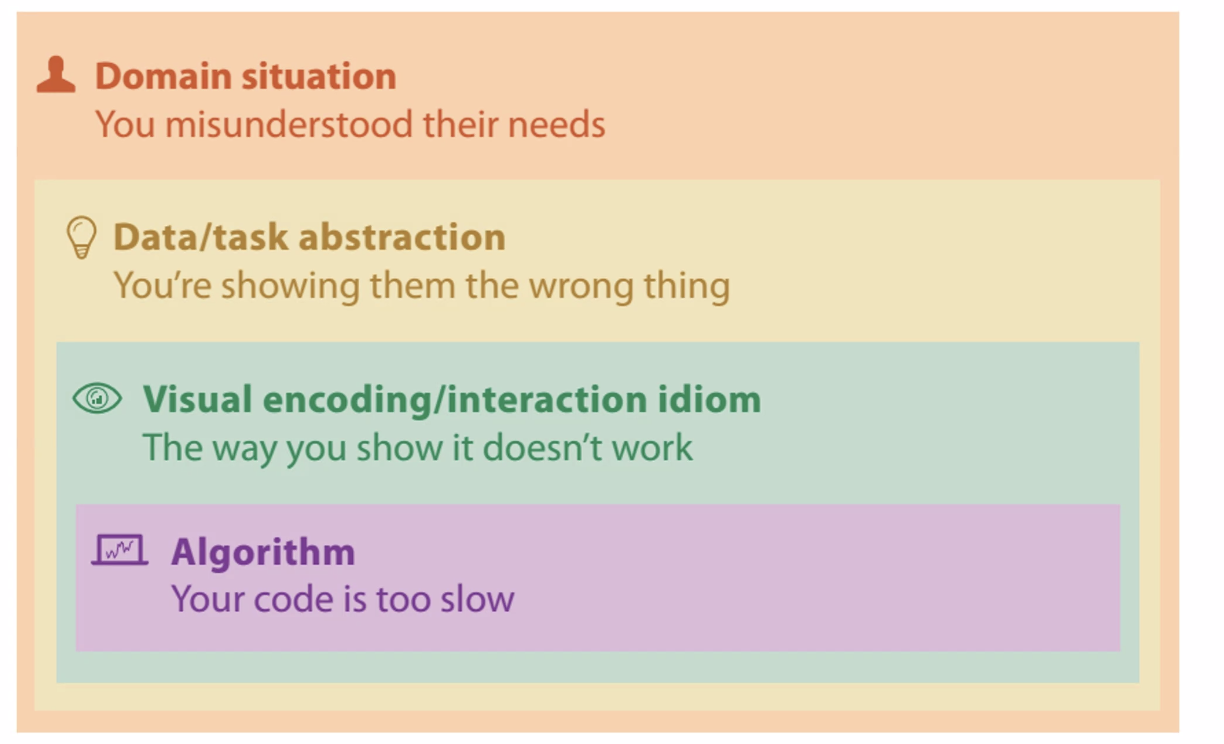 Domain situation
You misunderstood their needs
Data/task abstraction
You’re showing them the wrong thing
Visual encoding/interaction idiom
The way you show it doesn’t work
Algorithm
Your code is too slow